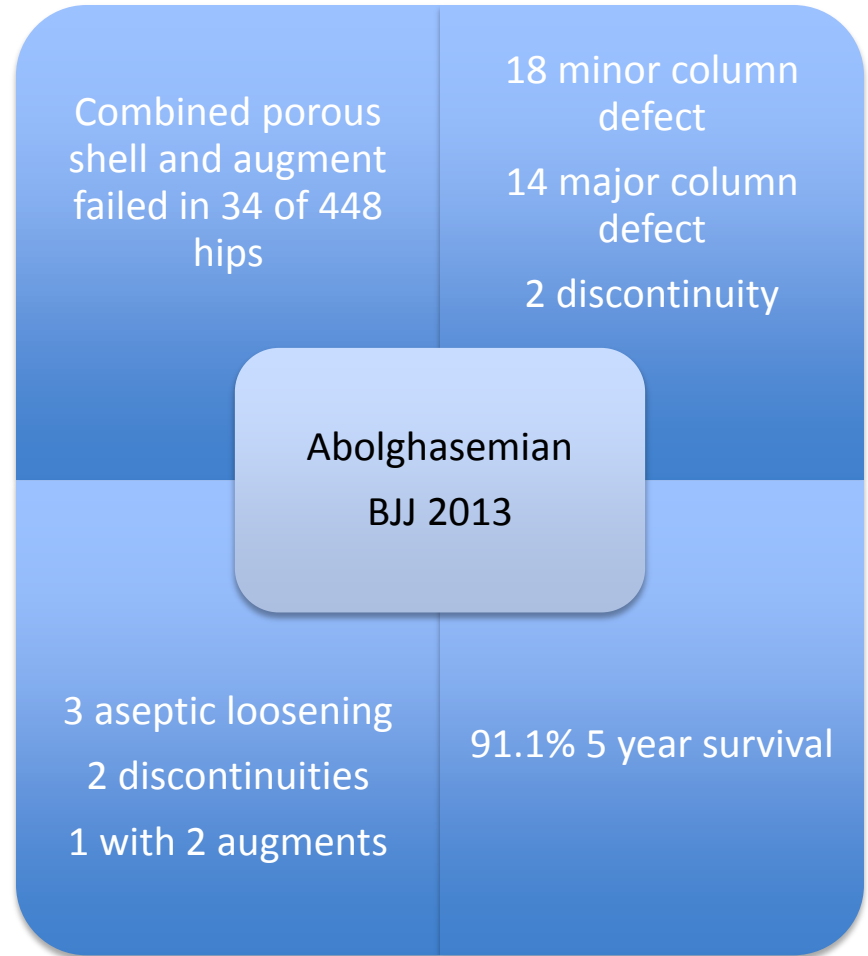 Combined porous
shell and augment
failed in 34 of 448
hips
18 minor column
defect
14 major column
defect
2 discontinuity
Abolghasemian
BJJ 2013
3 aseptic loosening
2 discontinuities
1 with 2 augments
91.1% 5 year survival